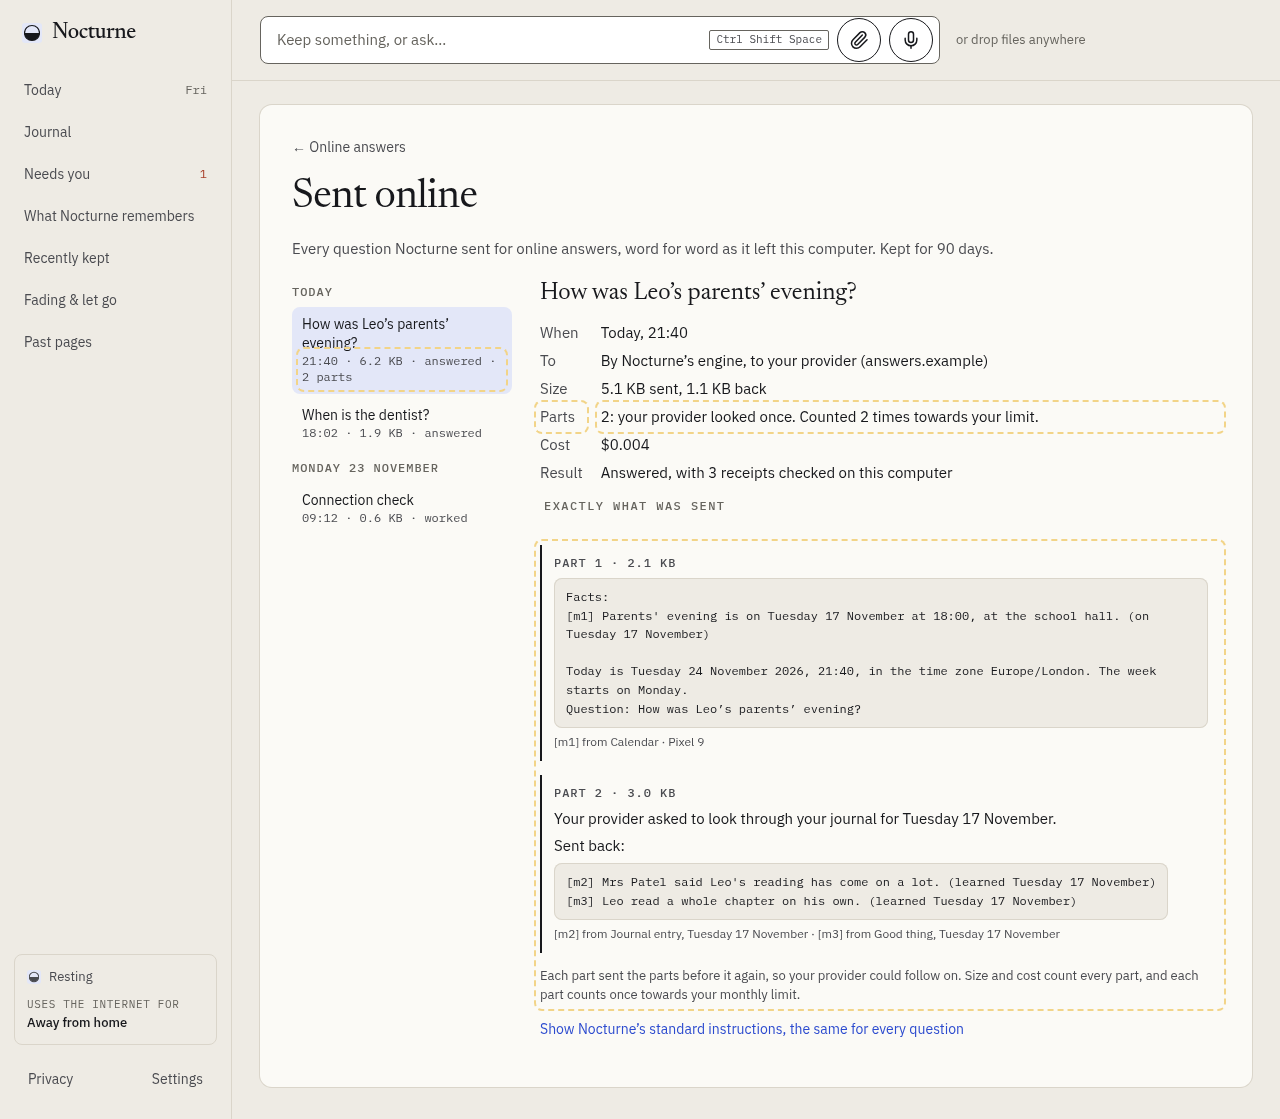 Nocturne
Keep something, or ask...
Ctrl Shift Space
or drop files anywhere
Today
Fri
Journal
Needs you
1
What Nocturne remembers
Recently kept
Fading & let go
Past pages
Resting
USES THE INTERNET FOR
Away from home
Privacy
Settings
← Online answers
Sent online
Every question Nocturne sent for online answers, word for word as it left this computer. Kept for 90 days.
TODAY
How was Leo’s parents’
evening?
21:40 · 6.2 KB · answered ·
2 parts
When is the dentist?
18:02 · 1.9 KB · answered
MONDAY 23 NOVEMBER
Connection check
09:12 · 0.6 KB · worked
How was Leo’s parents’ evening?
When Today, 21:40
To By Nocturne’s engine, to your provider (answers.example)
Size 5.1 KB sent, 1.1 KB back
Parts 2: your provider looked once. Counted 2 times towards your limit.
Cost $0.004
Result Answered, with 3 receipts checked on this computer
EXACTLY WHAT WAS SENT
PART 1 · 2.1 KB
Facts:
[m1] Parents' evening is on Tuesday 17 November at 18:00, at the school hall. (on
Tuesday 17 November)
Today is Tuesday 24 November 2026, 21:40, in the time zone Europe/London. The week
starts on Monday.
Question: How was Leo’s parents’ evening?
[m1] from Calendar · Pixel 9
PART 2 · 3.0 KB
Your provider asked to look through your journal for Tuesday 17 November.
Sent back:
[m2] Mrs Patel said Leo's reading has come on a lot. (learned Tuesday 17 November)
[m3] Leo read a whole chapter on his own. (learned Tuesday 17 November)
[m2] from Journal entry, Tuesday 17 November · [m3] from Good thing, Tuesday 17 November
Each part sent the parts before it again, so your provider could follow on. Size and cost count every part, and each
part counts once towards your monthly limit.
Show Nocturne’s standard instructions, the same for every question